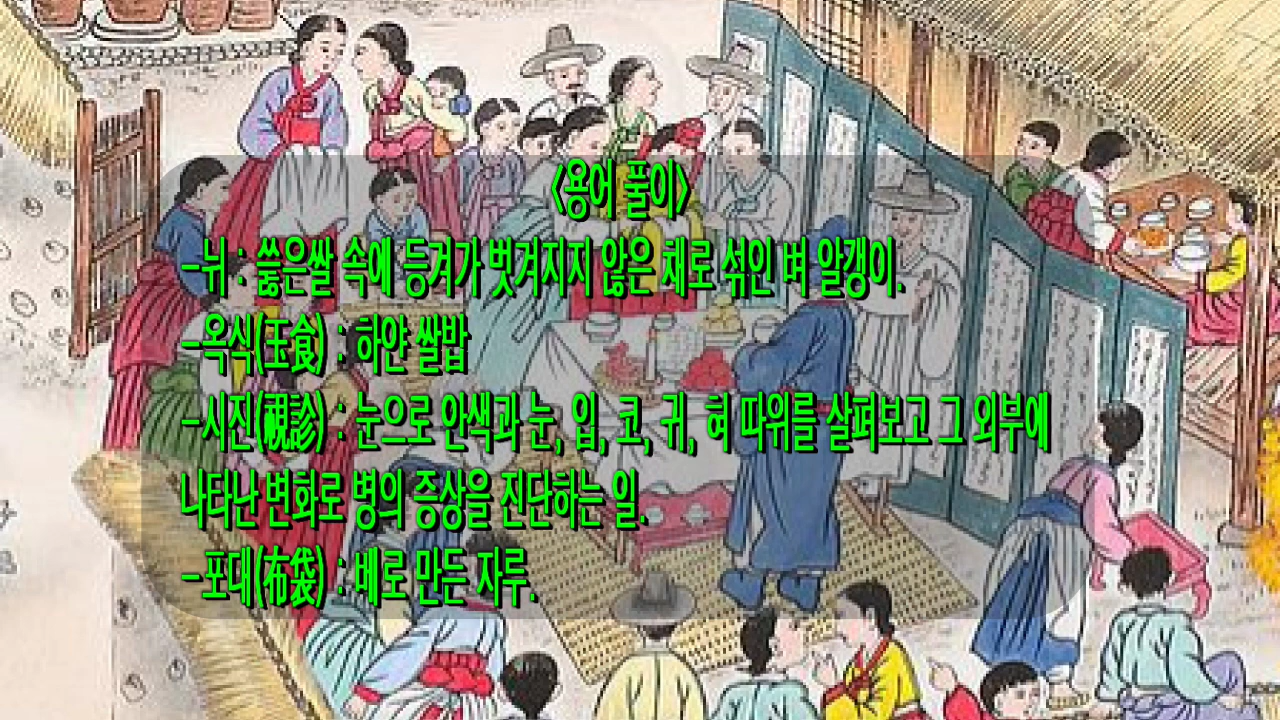 <용어 풀이>
-뉘 : 쓿은쌀 속에 등겨가 벗겨지지 않은 채로 섞인 벼 알갱이.
-옥식(玉食) : 하얀 쌀밥
-시진(視診) : 눈으로 안색과 눈, 입, 코, 귀, 혀 따위를 살펴보고 그 외부에
나타난 변화로 병의 증상을 진단하는 일.
-포대(布袋) : 베로 만든 자루.